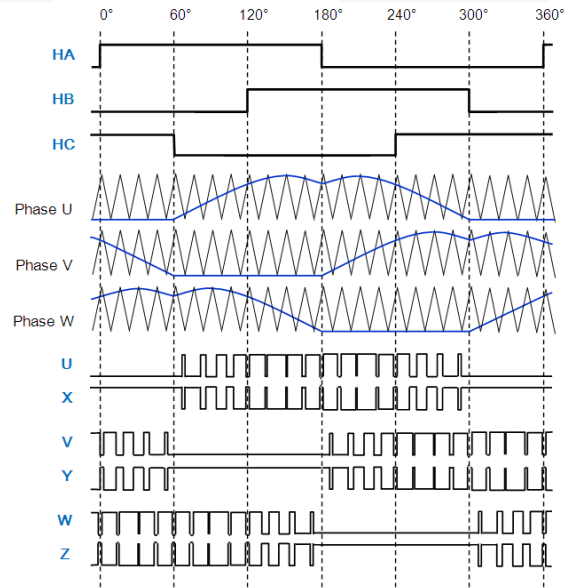 0° 60° 120° 180° 240° 300° 360°
HA
HB
HC
Phase U
Phase V
Phase W
U
X
V
Y
W
Z